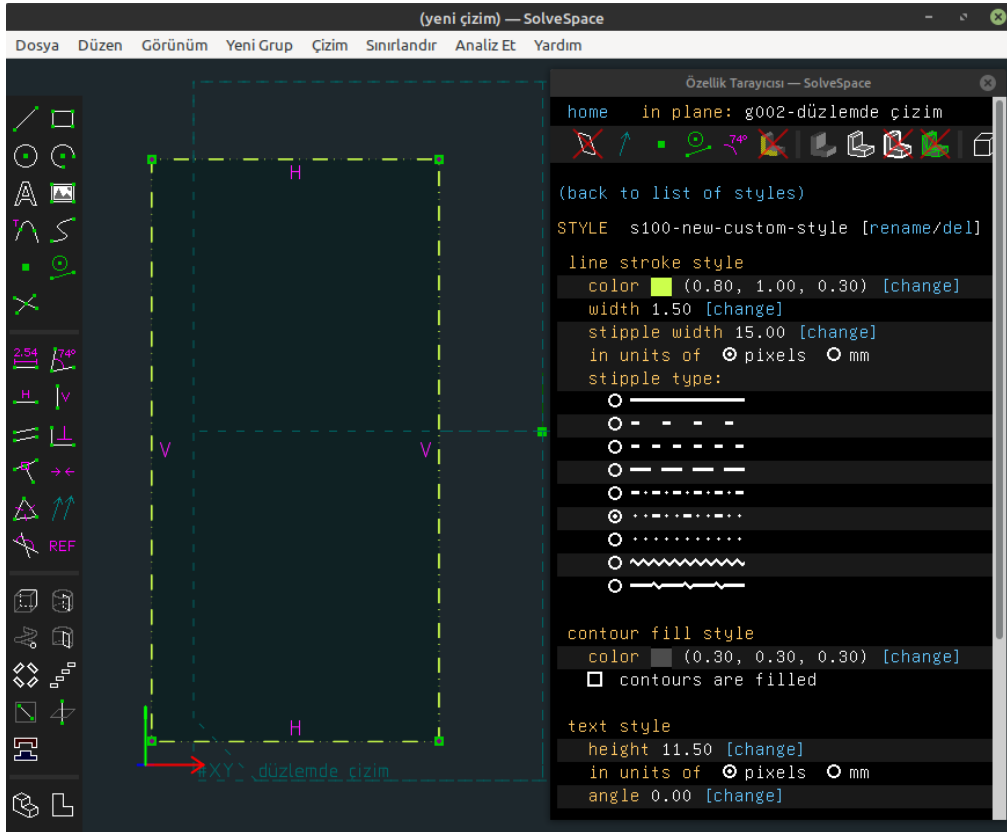 (yeni çizim) — SolveSpace
Dosya Düzen Görünüm Yeni Grup Çizim Sınırlandır Analiz Et Yardım
Özellik Tarayıcısı — SolveSpace
home in plane: g002-düzlemde çizim
74º
(back to list of styles)
STYLE s100-new-custom-style [rename/del]
line stroke style
color (0.80, 1.00, 0.30) [change]
width 1.50 [change]
stipple width 15.00 [change]
in units of pixels mm
stipple type:
contour fill style
color (0.30, 0.30, 0.30) [change]
contours are filled
text style
height 11.50 [change]
in units of pixels mm
angle 0.00 [change]
A
T
2.54 74º
H V
REF
H
V V
H
#XY düzlemde çizim